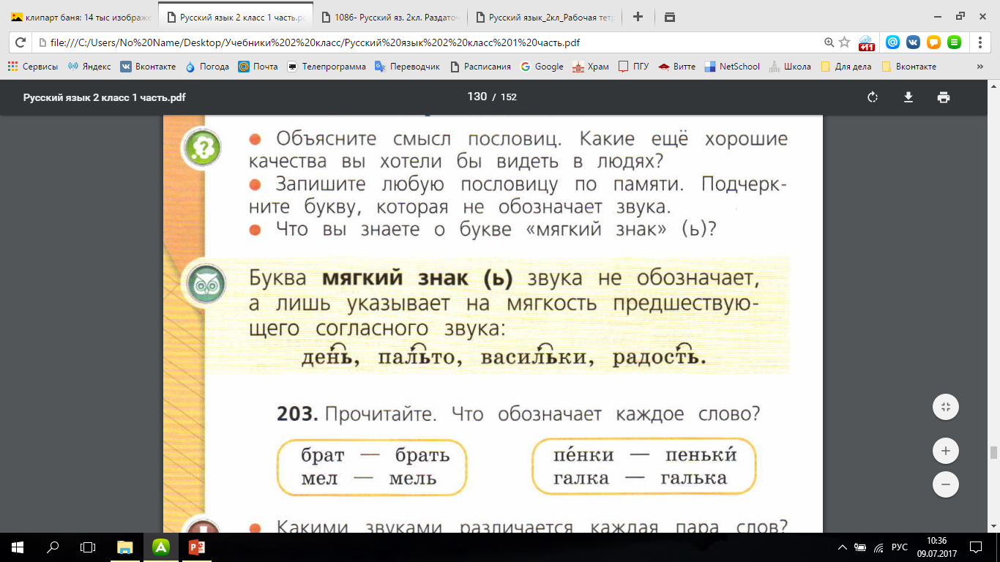 клипарт баня: 14 тыс изображе
Русский язык 2 класс 1 часть.pd
1086- Русский яз. 2кл. Раздаточ
Русский язык_2кл_Рабочая тетр
file:///C:/Users/No%20Name/Desktop/Учебники%202%20класс/Русский%20язык%202%20класс%201%20часть.pdf
+11
Сервисы Яндекс Вконтакте Погода Почта Телепрограмма Переводчик Расписания Google Храм ПГУ Витте NetSchool Школа Для дела Вконтакте »
Русский язык 2 класс 1 часть.pdf
130 / 152
• Объясните смысл пословиц. Какие ещё хорошие
качества вы хотели бы видеть в людях?
• Запишите любую пословицу по памяти. Подчерк-
ните букву, которая не обозначает звука.
• Что вы знаете о букве «мягкий знак» (ь)?
Буква мягкий знак (ь) звука не обозначает,
а лишь указывает на мягкость предшествую-
щего согласного звука:
день, пальто, васильки, радость.
203. Прочитайте. Что обозначает каждое слово?
брат — брать
мел — мель
пе́нки — пеньки́
галка — галька
• Какими звуками различается каждая пара слов?
РУС
10:36
09.07.2017